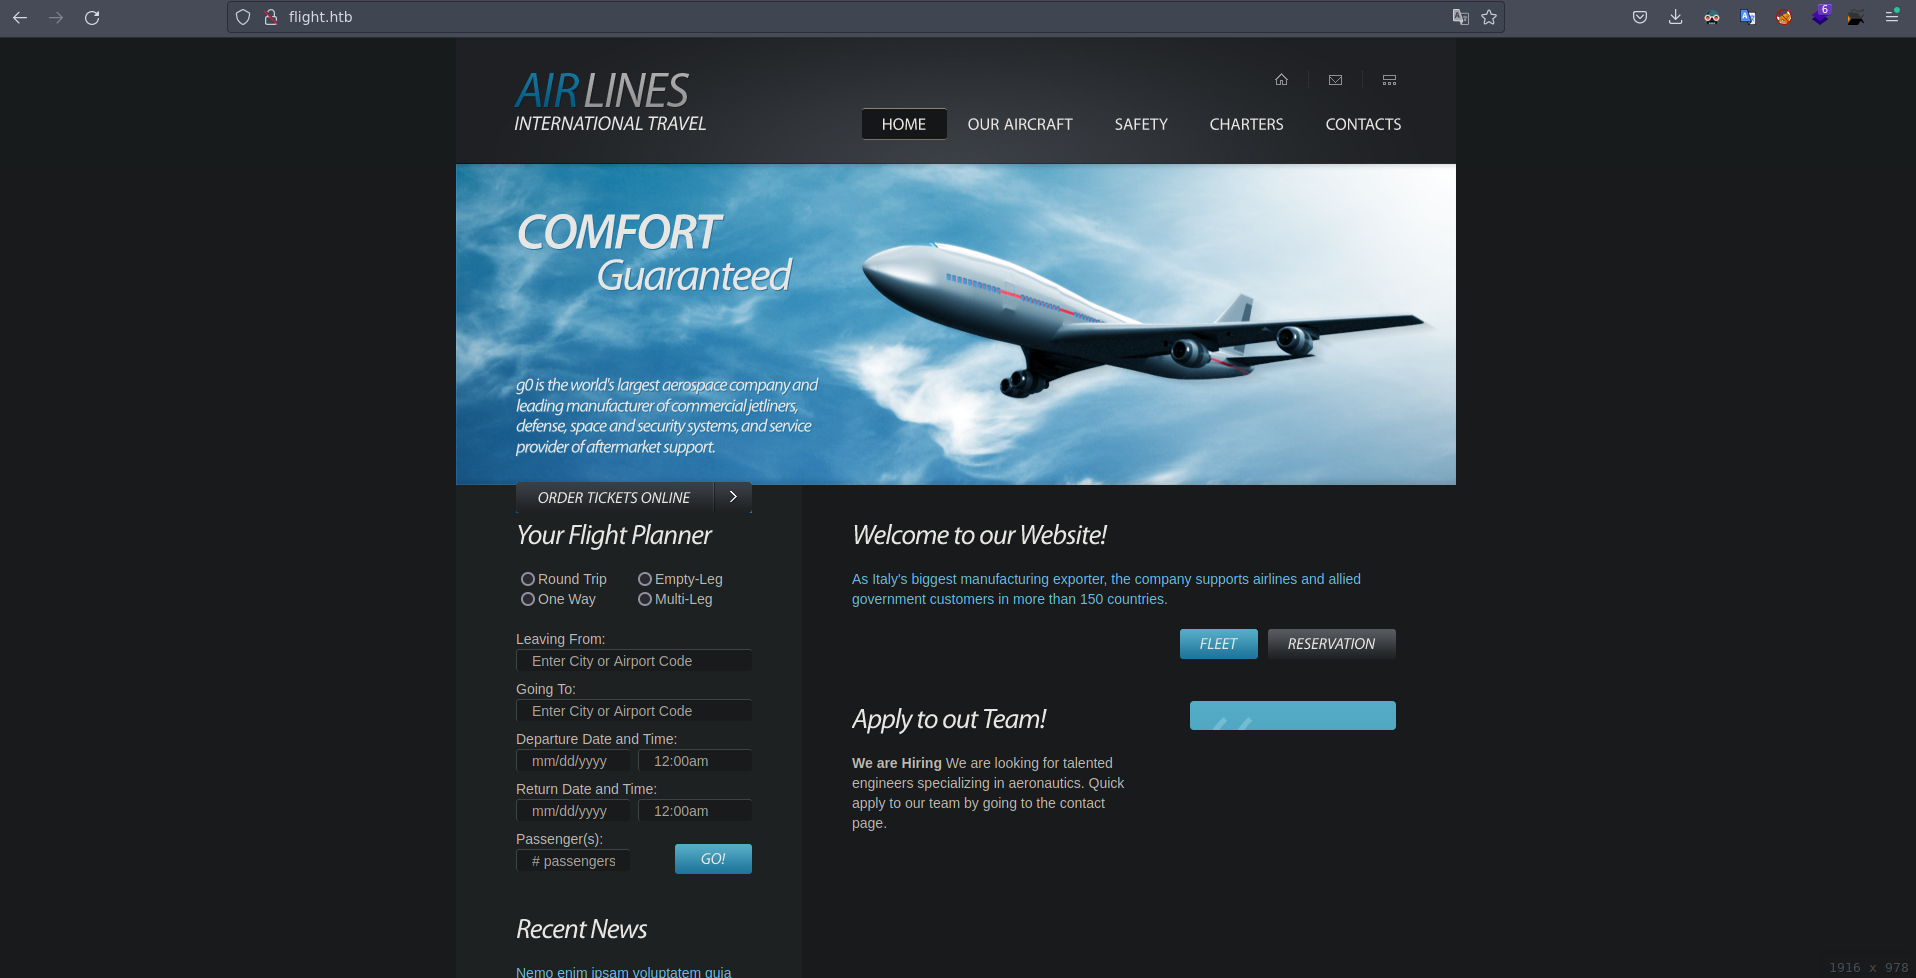 flight.htb
6
AIR LINES
INTERNATIONAL TRAVEL
HOME OUR AIRCRAFT SAFETY CHARTERS CONTACTS
COMFORT
Guaranteed
g0 is the world's largest aerospace company and
leading manufacturer of commercial jetliners,
defense, space and security systems, and service
provider of aftermarket support.
ORDER TICKETS ONLINE
Your Flight Planner
Round Trip Empty-Leg
One Way Multi-Leg
Leaving From:
Enter City or Airport Code
Going To:
Enter City or Airport Code
Departure Date and Time:
mm/dd/yyyy 12:00am
Return Date and Time:
mm/dd/yyyy 12:00am
Passenger(s):
# passengers GO!
Recent News
Nemo enim ipsam voluptatem quia
Welcome to our Website!
As Italy's biggest manufacturing exporter, the company supports airlines and allied
government customers in more than 150 countries.
FLEET RESERVATION
Apply to out Team!
We are Hiring We are looking for talented
engineers specializing in aeronautics. Quick
apply to our team by going to the contact
page.
1916 x 978